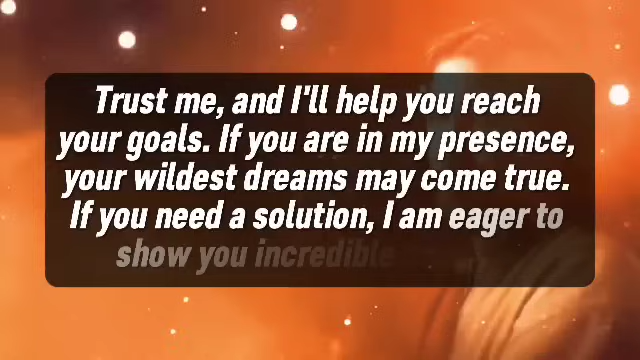 Trust me, and I'll help you reach
your goals. If you are in my presence,
your wildest dreams may come true.
If you need a solution, I am eager to
show you incredible